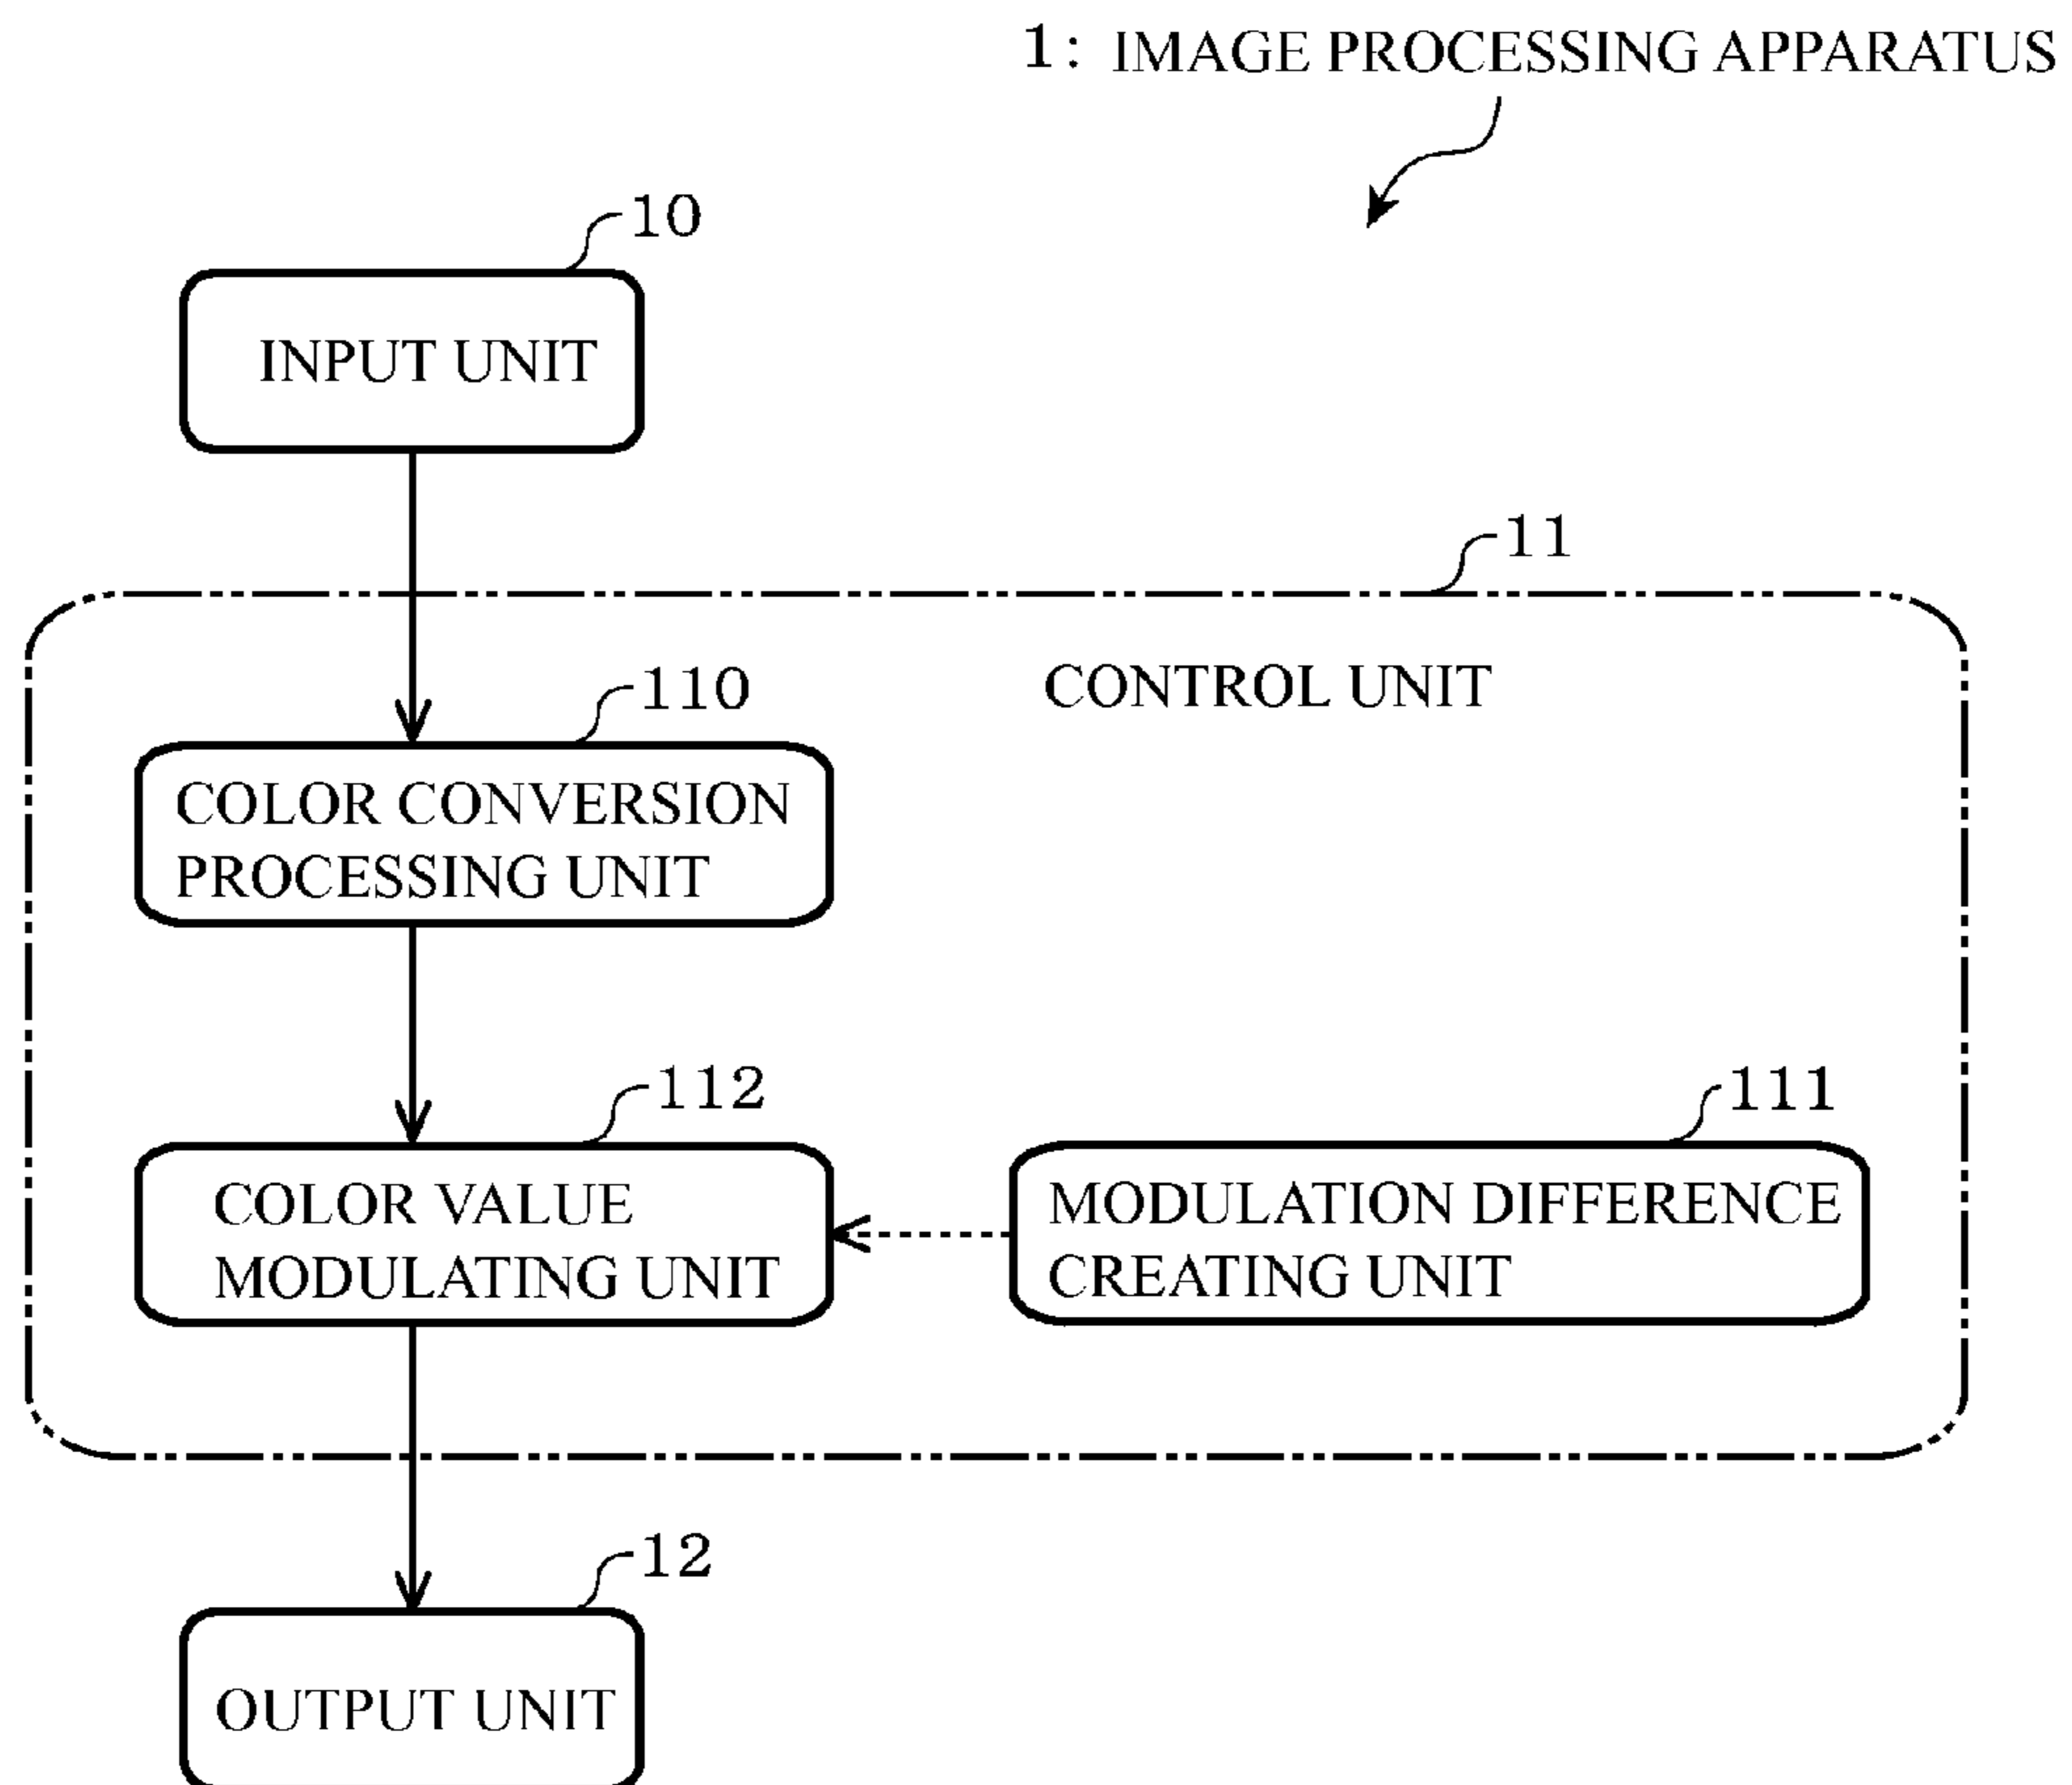 1: IMAGE PROCESSING APPARATUS
10
INPUT UNIT
11
CONTROL UNIT
110
COLOR CONVERSION
PROCESSING UNIT
112
COLOR VALUE
MODULATING UNIT
111
MODULATION DIFFERENCE
CREATING UNIT
12
OUTPUT UNIT